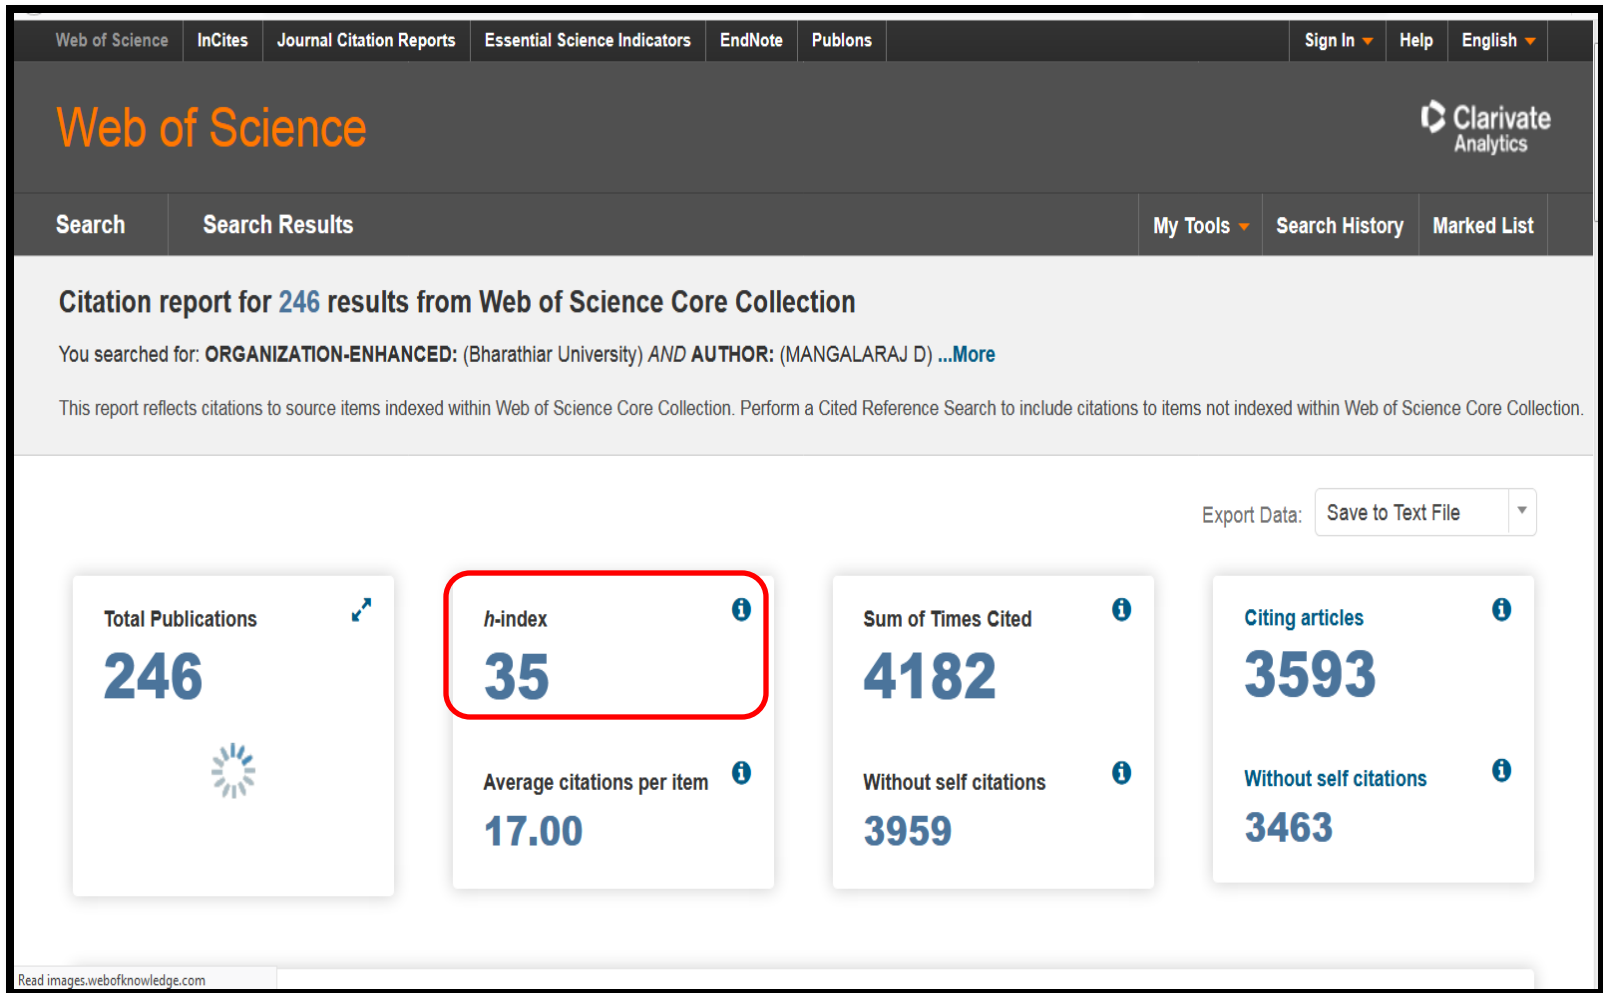 Web of Science InCites Journal Citation Reports Essential Science Indicators EndNote Publons Sign In Help English
Web of Science
Clarivate
Analytics
Search Search Results My Tools Search History Marked List
Citation report for 246 results from Web of Science Core Collection
You searched for: ORGANIZATION-ENHANCED: (Bharathiar University) AND AUTHOR: (MANGALARAJ D) ...More
This report reflects citations to source items indexed within Web of Science Core Collection. Perform a Cited Reference Search to include citations to items not indexed within Web of Science Core Collection.
Export Data: Save to Text File
Total Publications
246
h-index
35
Average citations per item
17.00
Sum of Times Cited
4182
Without self citations
3959
Citing articles
3593
Without self citations
3463
Read images.webofknowledge.com